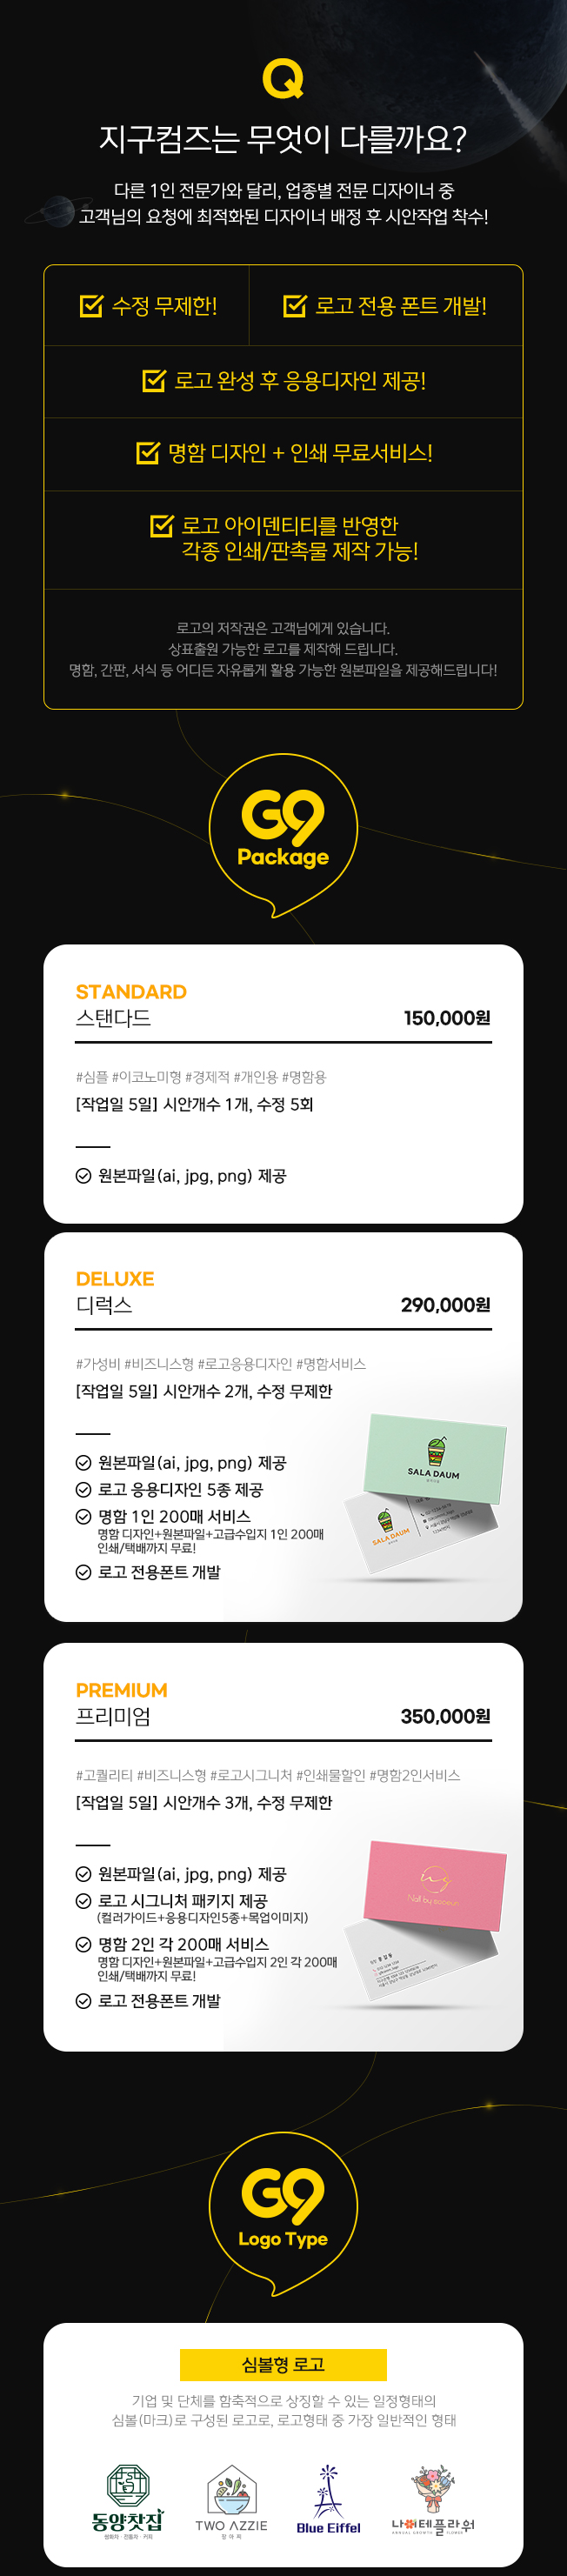 Q
지구컴즈는 무엇이 다를까요?
다른 1인 전문가와 달리, 업종별 전문 디자이너 중
고객님의 요청에 최적화된 디자이너 배정 후 시안작업 착수!
수정 무제한!
로고 전용 폰트 개발!
로고 완성 후 응용디자인 제공!
명함 디자인 + 인쇄 무료서비스!
로고 아이덴티티를 반영한
각종 인쇄/판촉물 제작 가능!
로고의 저작권은 고객님에게 있습니다.
상표출원 가능한 로고를 제작해 드립니다.
명함, 간판, 서식 등 어디든 자유롭게 활용 가능한 원본파일을 제공해드립니다!
G9
Package
STANDARD
스탠다드
150,000원
#심플 #이코노미형 #경제적 #개인용 #명함용
[작업일 5일] 시안개수 1개, 수정 5회
원본파일(ai, jpg, png) 제공
DELUXE
디럭스
290,000원
#가성비 #비즈니스형 #로고응용디자인 #명함서비스
[작업일 5일] 시안개수 2개, 수정 무제한
원본파일(ai, jpg, png) 제공
로고 응용디자인 5종 제공
명함 1인 200매 서비스
명함 디자인+원본파일+고급수입지 1인 200매
인쇄/택배까지 무료!
로고 전용폰트 개발
SALA DAUM
SALA DAUM
PREMIUM
프리미엄
350,000원
#고퀄리티 #비즈니스형 #로고시그니처 #인쇄물할인 #명함2인서비스
[작업일 5일] 시안개수 3개, 수정 무제한
원본파일(ai, jpg, png) 제공
로고 시그니처 패키지 제공
(컬러가이드+응용디자인5종+목업이미지)
명함 2인 각 200매 서비스
명함 디자인+원본파일+고급수입지 2인 각 200매
인쇄/택배까지 무료!
로고 전용폰트 개발
G9
Logo Type
심볼형 로고
기업 및 단체를 함축적으로 상징할 수 있는 일정형태의
심볼(마크)로 구성된 로고로, 로고형태 중 가장 일반적인 형태
동양찻집
쌍화차 · 전통차 · 커피
TWO AZZIE
Blue Eiffel
나어테플라워